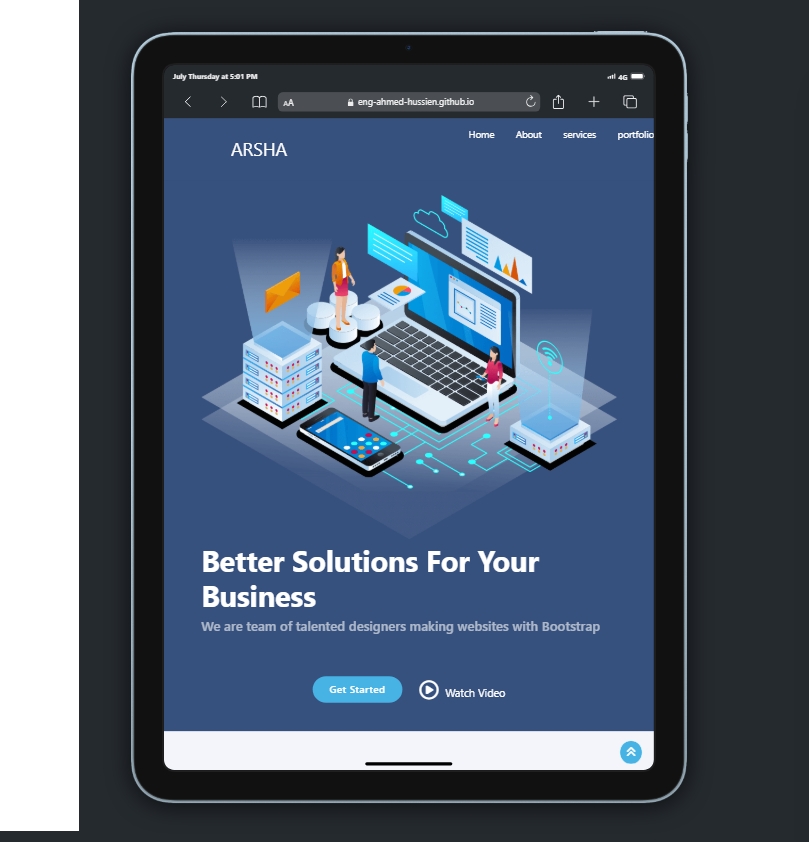 July Thursday at 5:01 PM
4G
AA
eng-ahmed-hussien.github.io
Home About services portfolio
ARSHA
Better Solutions For Your
Business
We are team of talented designers making websites with Bootstrap
Get Started
Watch Video